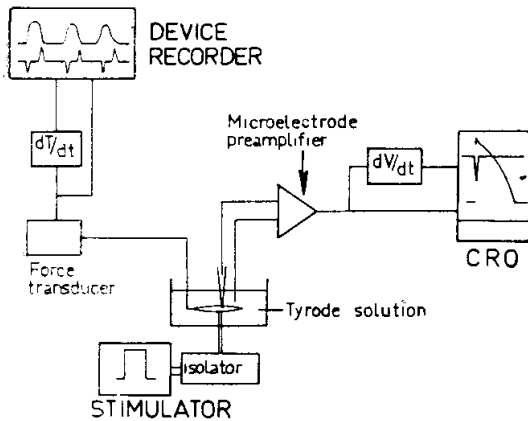 DEVICE
RECORDER
Microelectrode
preamplifier
dT/dt
dV/dt
CRO
Force
transducer
Tyrode solution
isolator
STIMULATOR